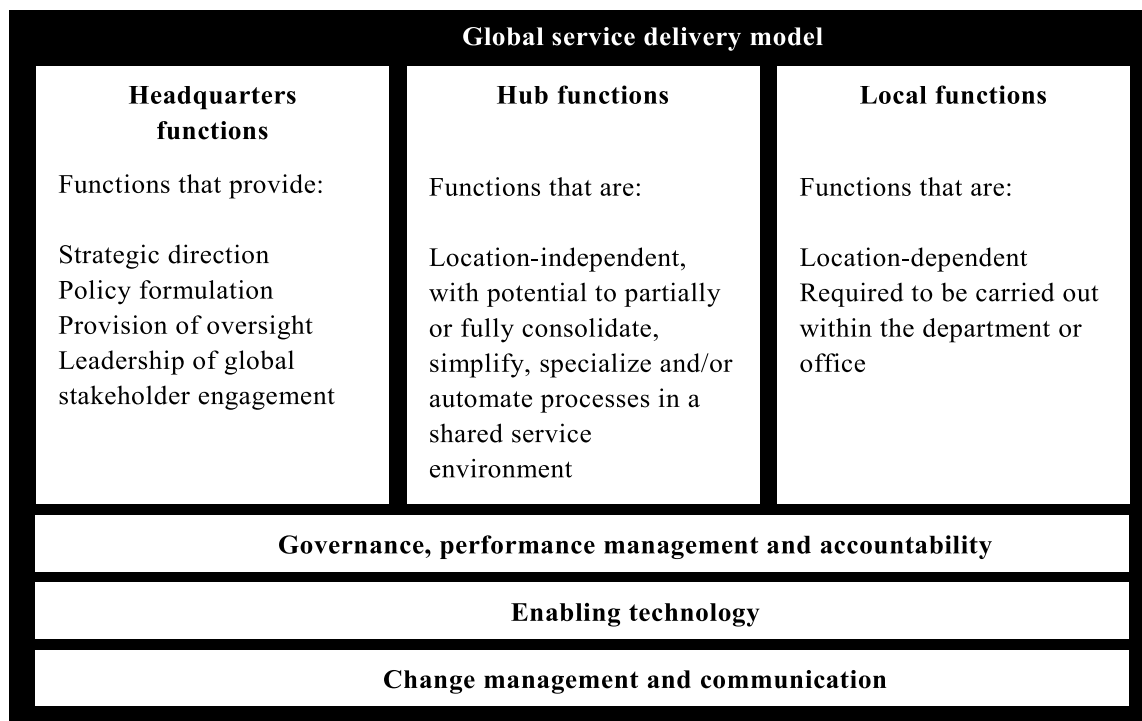 Global service delivery model
Headquarters
functions
Functions that provide:
Strategic direction
Policy formulation
Provision of oversight
Leadership of global
stakeholder engagement
Hub functions
Functions that are:
Location-independent,
with potential to partially
or fully consolidate,
simplify, specialize and/or
automate processes in a
shared service
environment
Local functions
Functions that are:
Location-dependent
Required to be carried out
within the department or
office
Governance, performance management and accountability
Enabling technology
Change management and communication